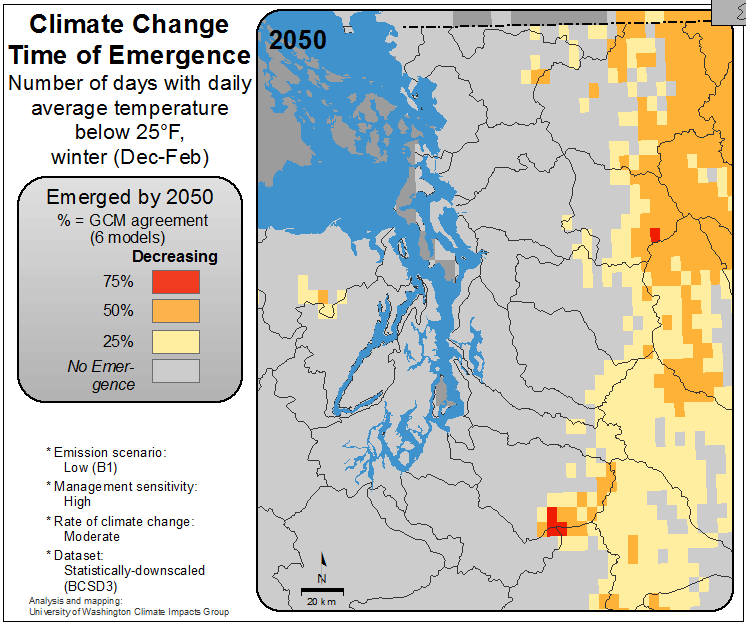 Climate Change
Time of Emergence
Number of days with daily
average temperature
below 25°F,
winter (Dec-Feb)
Emerged by 2050
% = GCM agreement
(6 models)
Decreasing
75%
50%
25%
No Emer-
gence
* Emission scenario:
Low (B1)
* Management sensitivity:
High
* Rate of climate change:
Moderate
* Dataset:
Statistically-downscaled
(BCSD3)
Analysis and mapping:
University of Washington Climate Impacts Group
2050
N
20 km